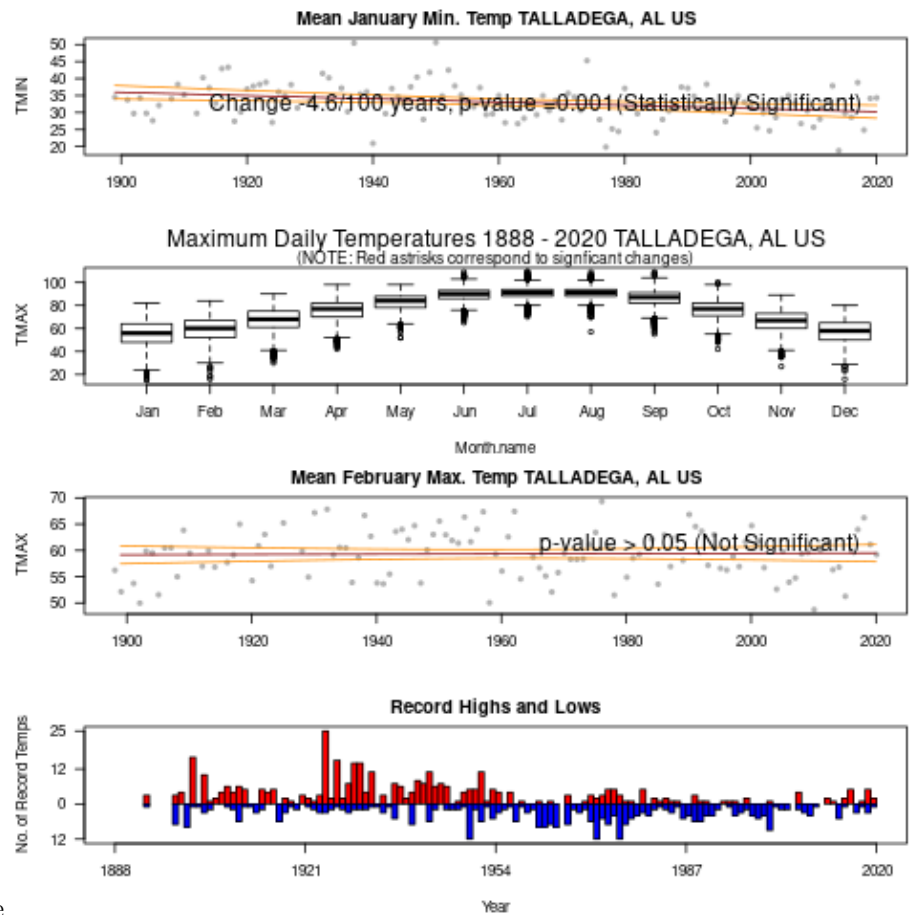 Mean January Min. Temp TALLADEGA, AL US
TMIN
50
45
40
35
30
25
20
Change -4.6/100 years, p-value =0.001(Statistically Significant)
1900 1920 1940 1960 1980 2000 2020
Maximum Daily Temperatures 1888 - 2020 TALLADEGA, AL US
(NOTE: Red astrisks correspond to signficant changes)
TMAX
100
80
60
40
20
Jan Feb Mar Apr May Jun Jul Aug Sep Oct Nov Dec
Month.name
Mean February Max. Temp TALLADEGA, AL US
TMAX
70
65
60
55
50
p-value > 0.05 (Not Significant)
1900 1920 1940 1960 1980 2000 2020
Record Highs and Lows
No. of Record Temps
25
12
0
12
1888 1921 1954 1987 2020
Year
e